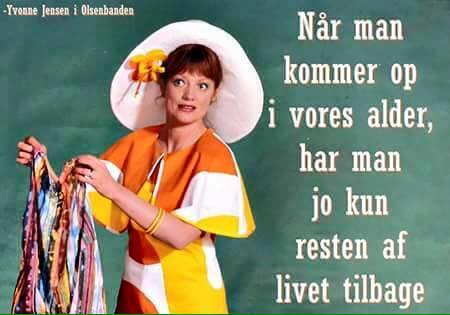 -Yvonne Jensen i Olsenbanden
Når man
kommer op
i vores alder,
har man
jo kun
resten af
livet tilbage